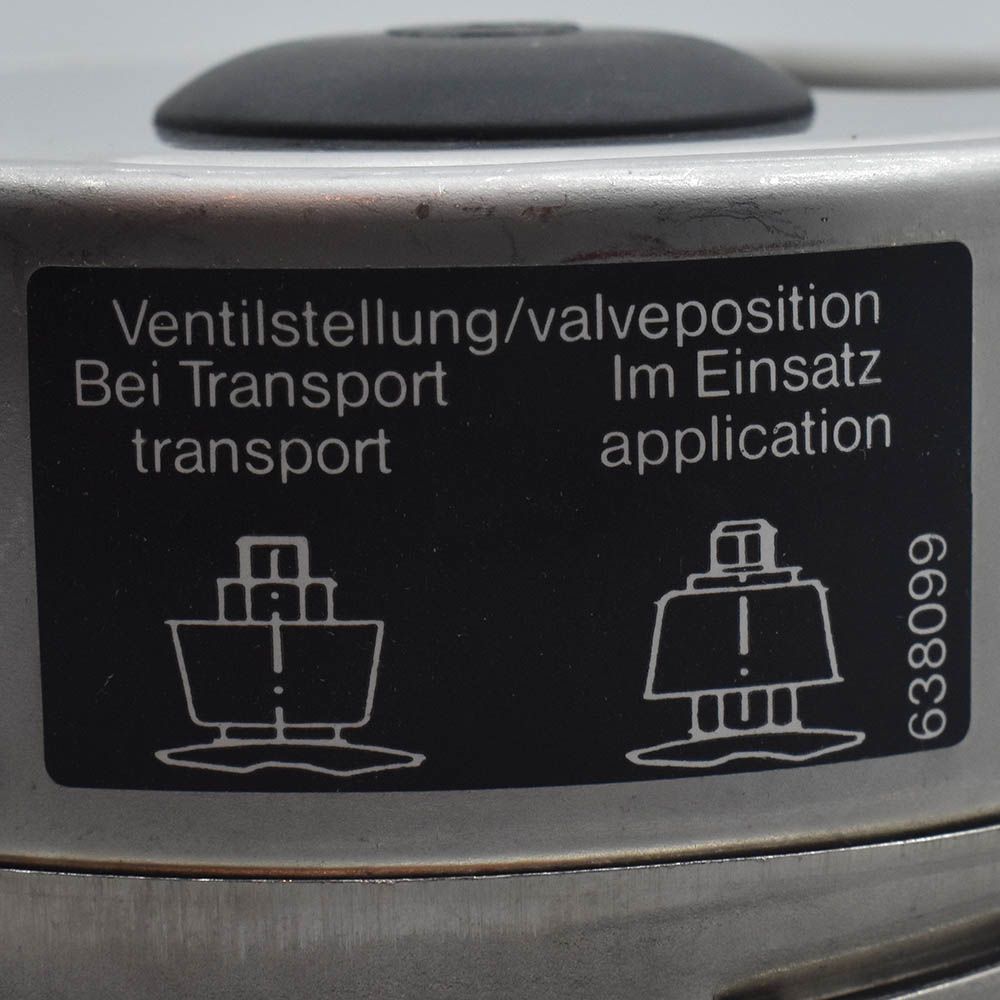 Ventilstellung/valveposition
Bei Transport
transport
Im Einsatz
application
638099